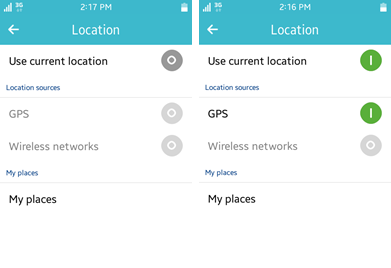 3G 2:17 PM
Location
Use current location
Location sources
GPS
Wireless networks
My places
My places
3G 2:16 PM
Location
Use current location
Location sources
GPS
Wireless networks
My places
My places